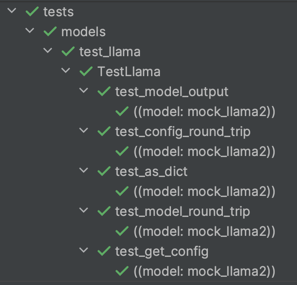 tests
models
test_llama
TestLlama
test_model_output
((model: mock_llama2))
test_config_round_trip
((model: mock_llama2))
test_as_dict
((model: mock_llama2))
test_model_round_trip
((model: mock_llama2))
test_get_config
((model: mock_llama2))